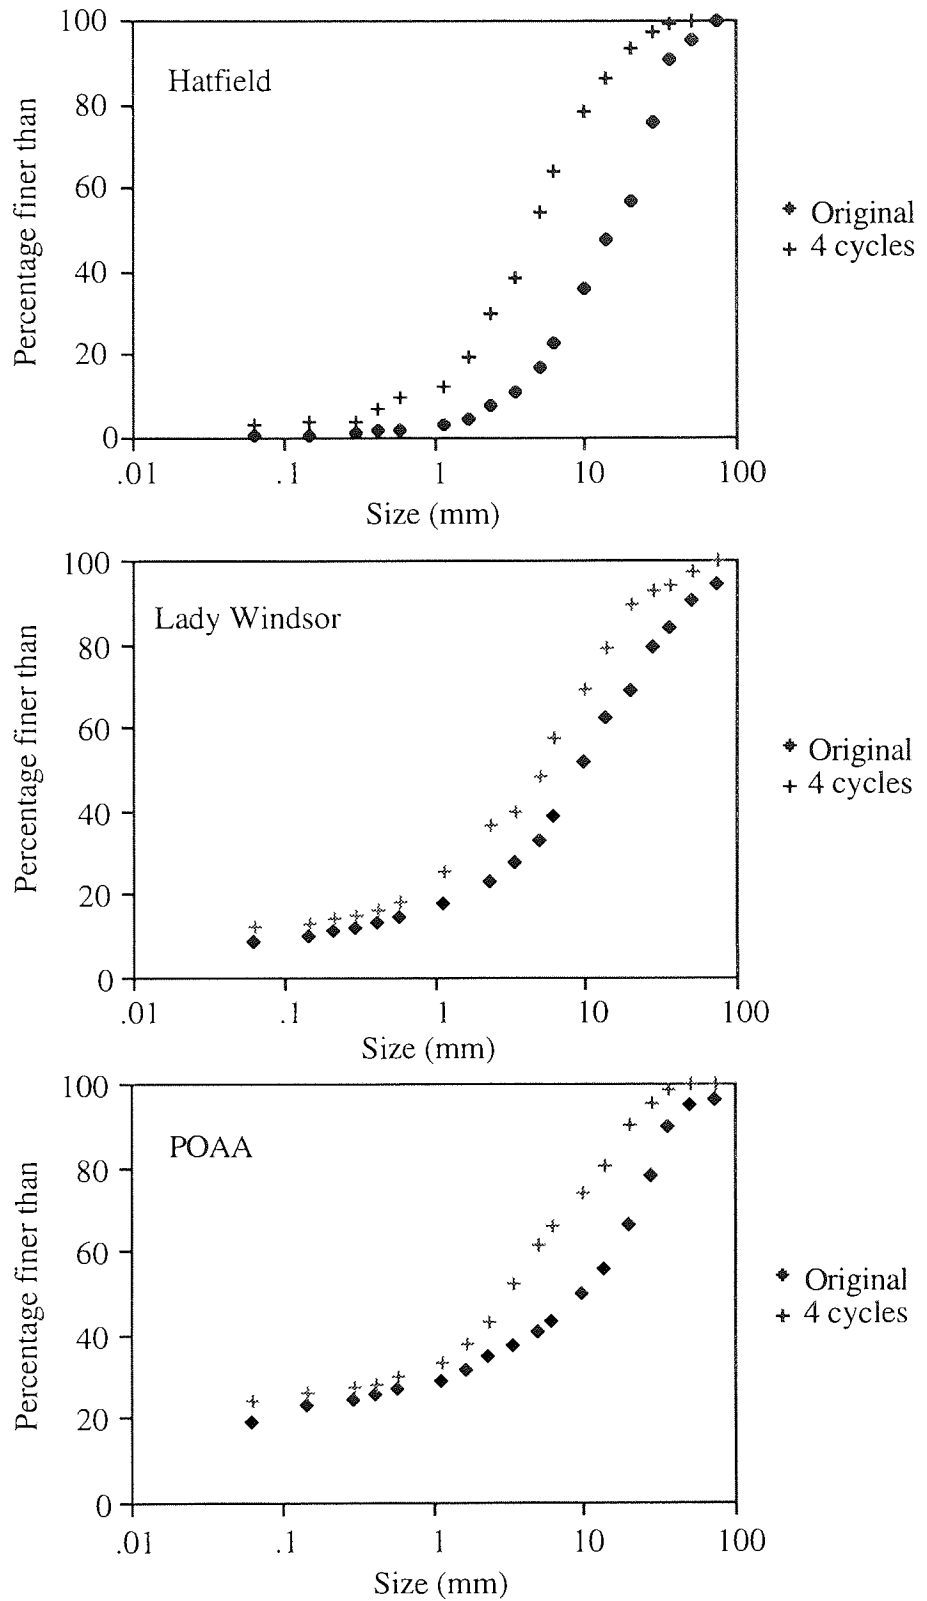 100
80
60
40
20
0
Percentage finer than
Hatfield
.01 .1 1 10 100
Size (mm)
Original
4 cycles
100
80
60
40
20
0
Percentage finer than
Lady Windsor
.01 .1 1 10 100
Size (mm)
Original
4 cycles
100
80
60
40
20
0
Percentage finer than
POAA
.01 .1 1 10 100
Size (mm)
Original
4 cycles